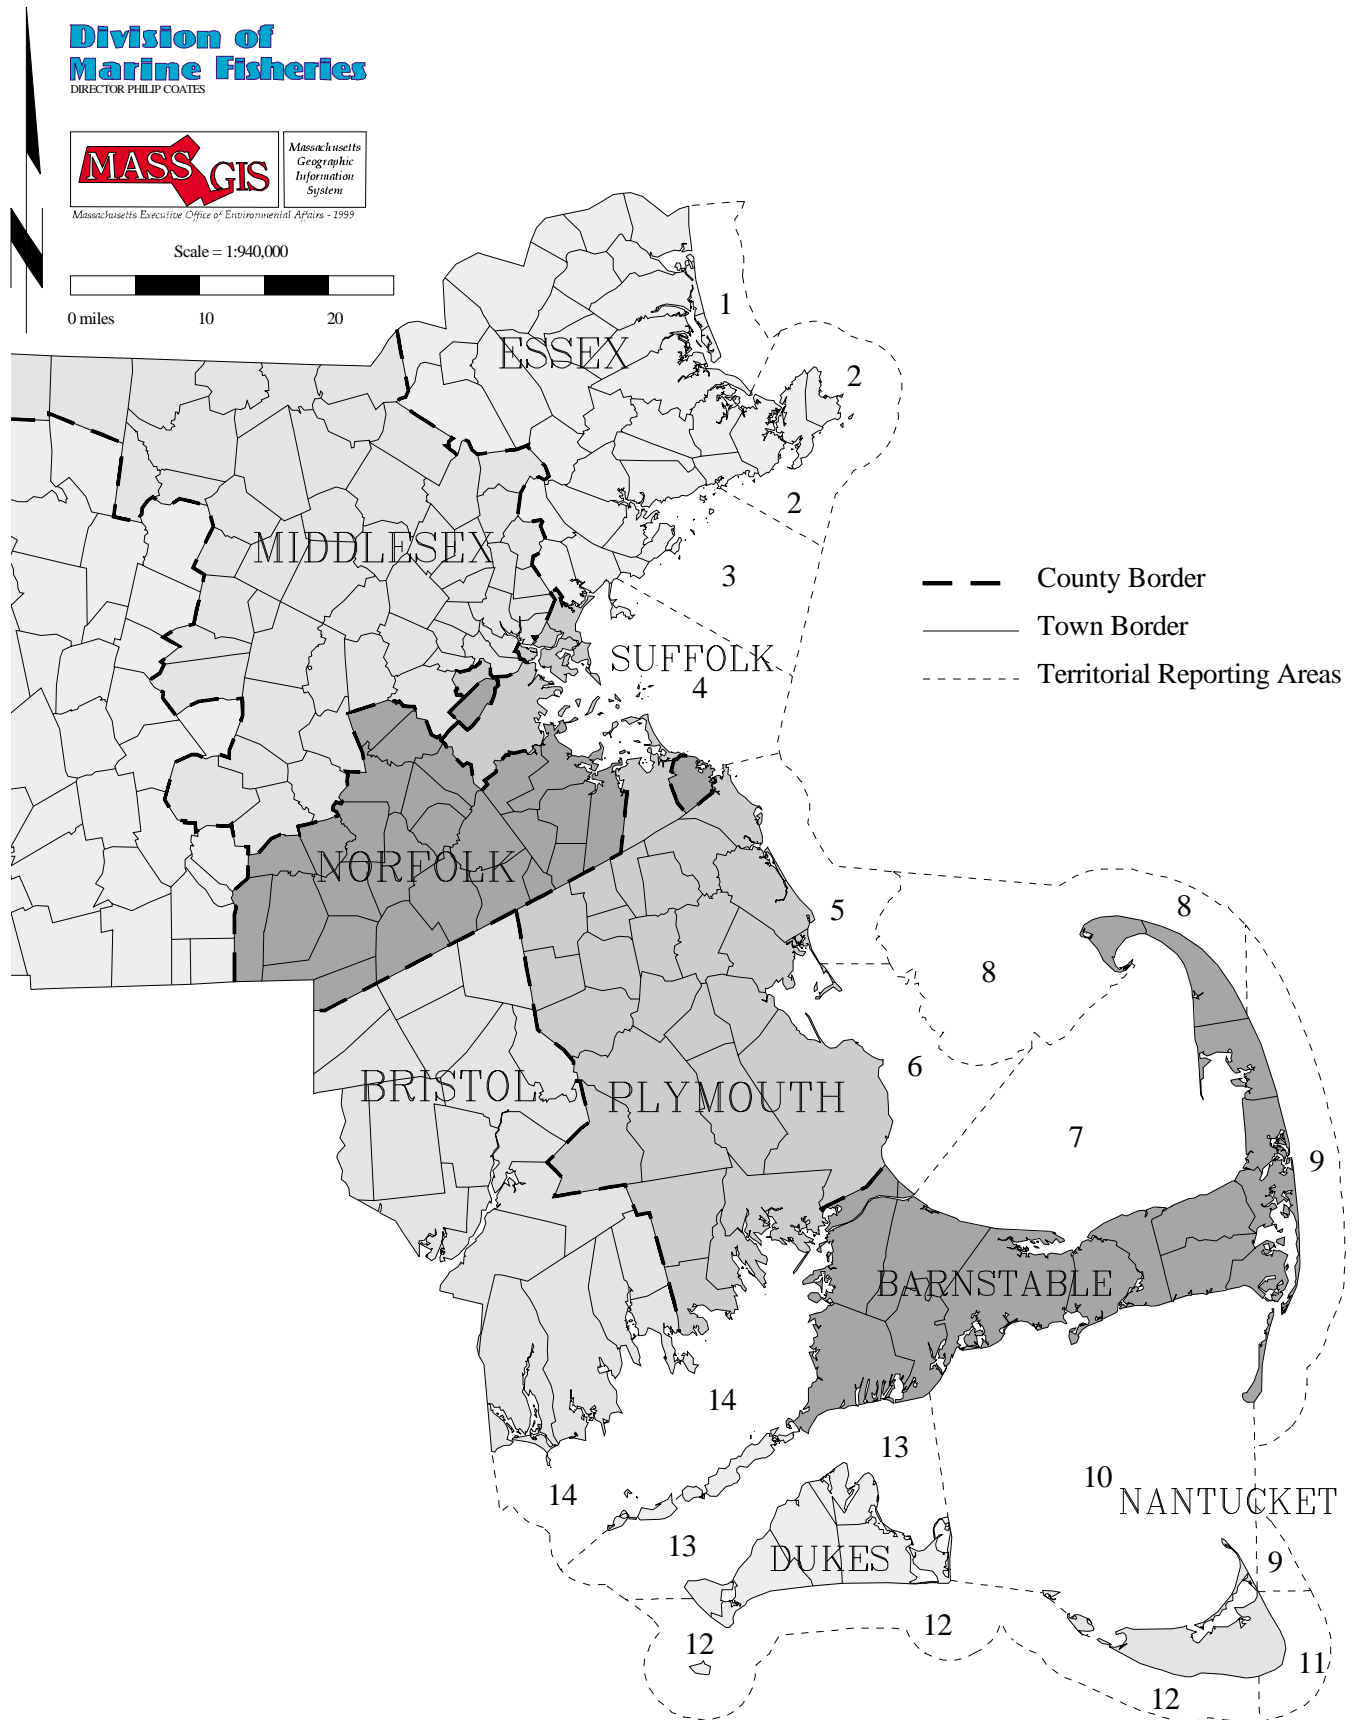 Division of
Marine Fisheries
DIRECTOR PHILIP COATES
MASS GIS
Massachusetts
Geographic
Information
System
Massachusetts Executive Office of Environmental Affairs - 1999
Scale = 1:940,000
0 miles 10 20
N
1
ESSEX
2
2
MIDDLESEX
3
County Border
Town Border
Territorial Reporting Areas
SUFFOLK
4
NORFOLK
5
8
8
6
BRISTOL
PLYMOUTH
7
9
BARNSTABLE
14
13
10
NANTUCKET
14
13
DUKES
9
12
12
11
12